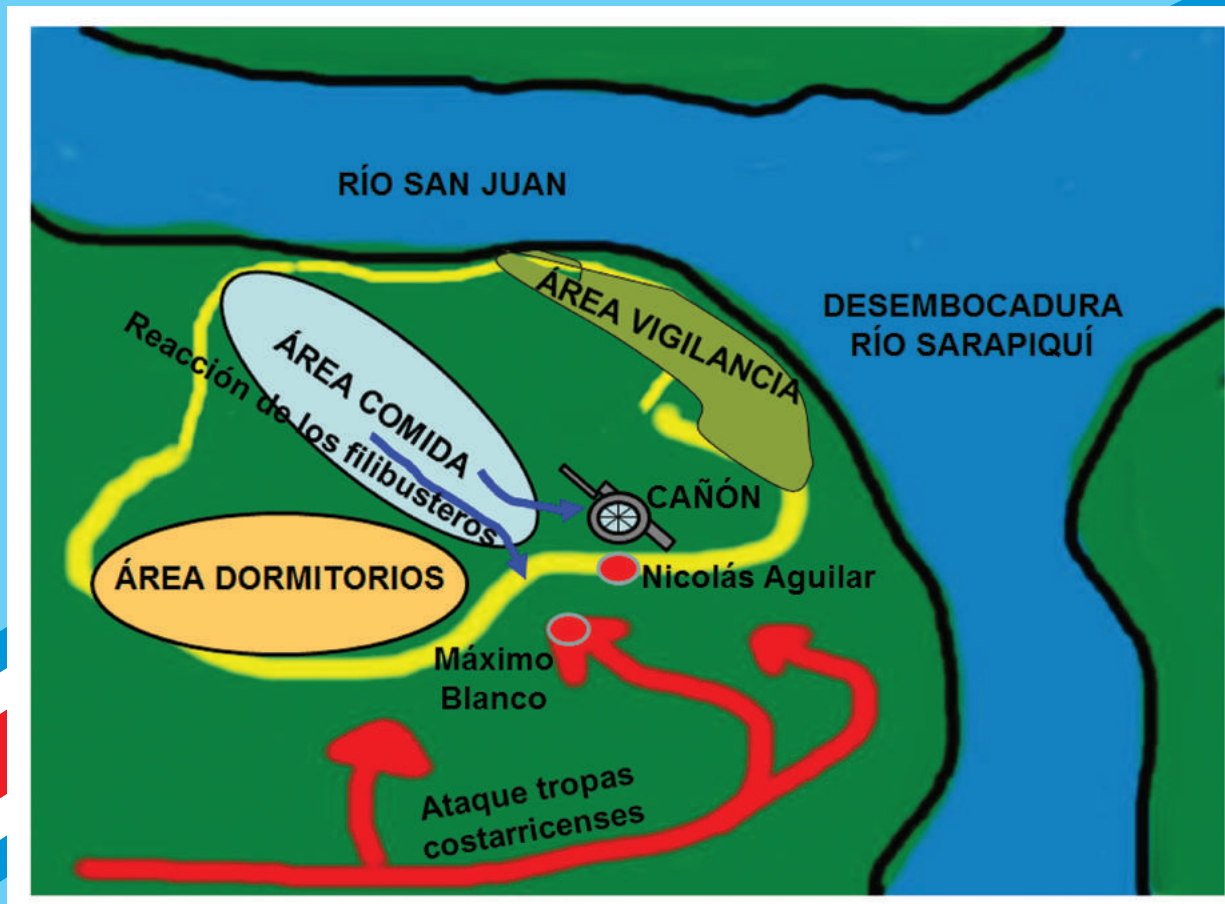 RÍO SAN JUAN
DESEMBOCADURA
RÍO SARAPIQUÍ
ÁREA VIGILANCIA
ÁREA COMIDA
Reacción de los filibusteros
CAÑÓN
ÁREA DORMITORIOS
Nicolás Aguilar
Máximo
Blanco
Ataque tropas
costarricenses